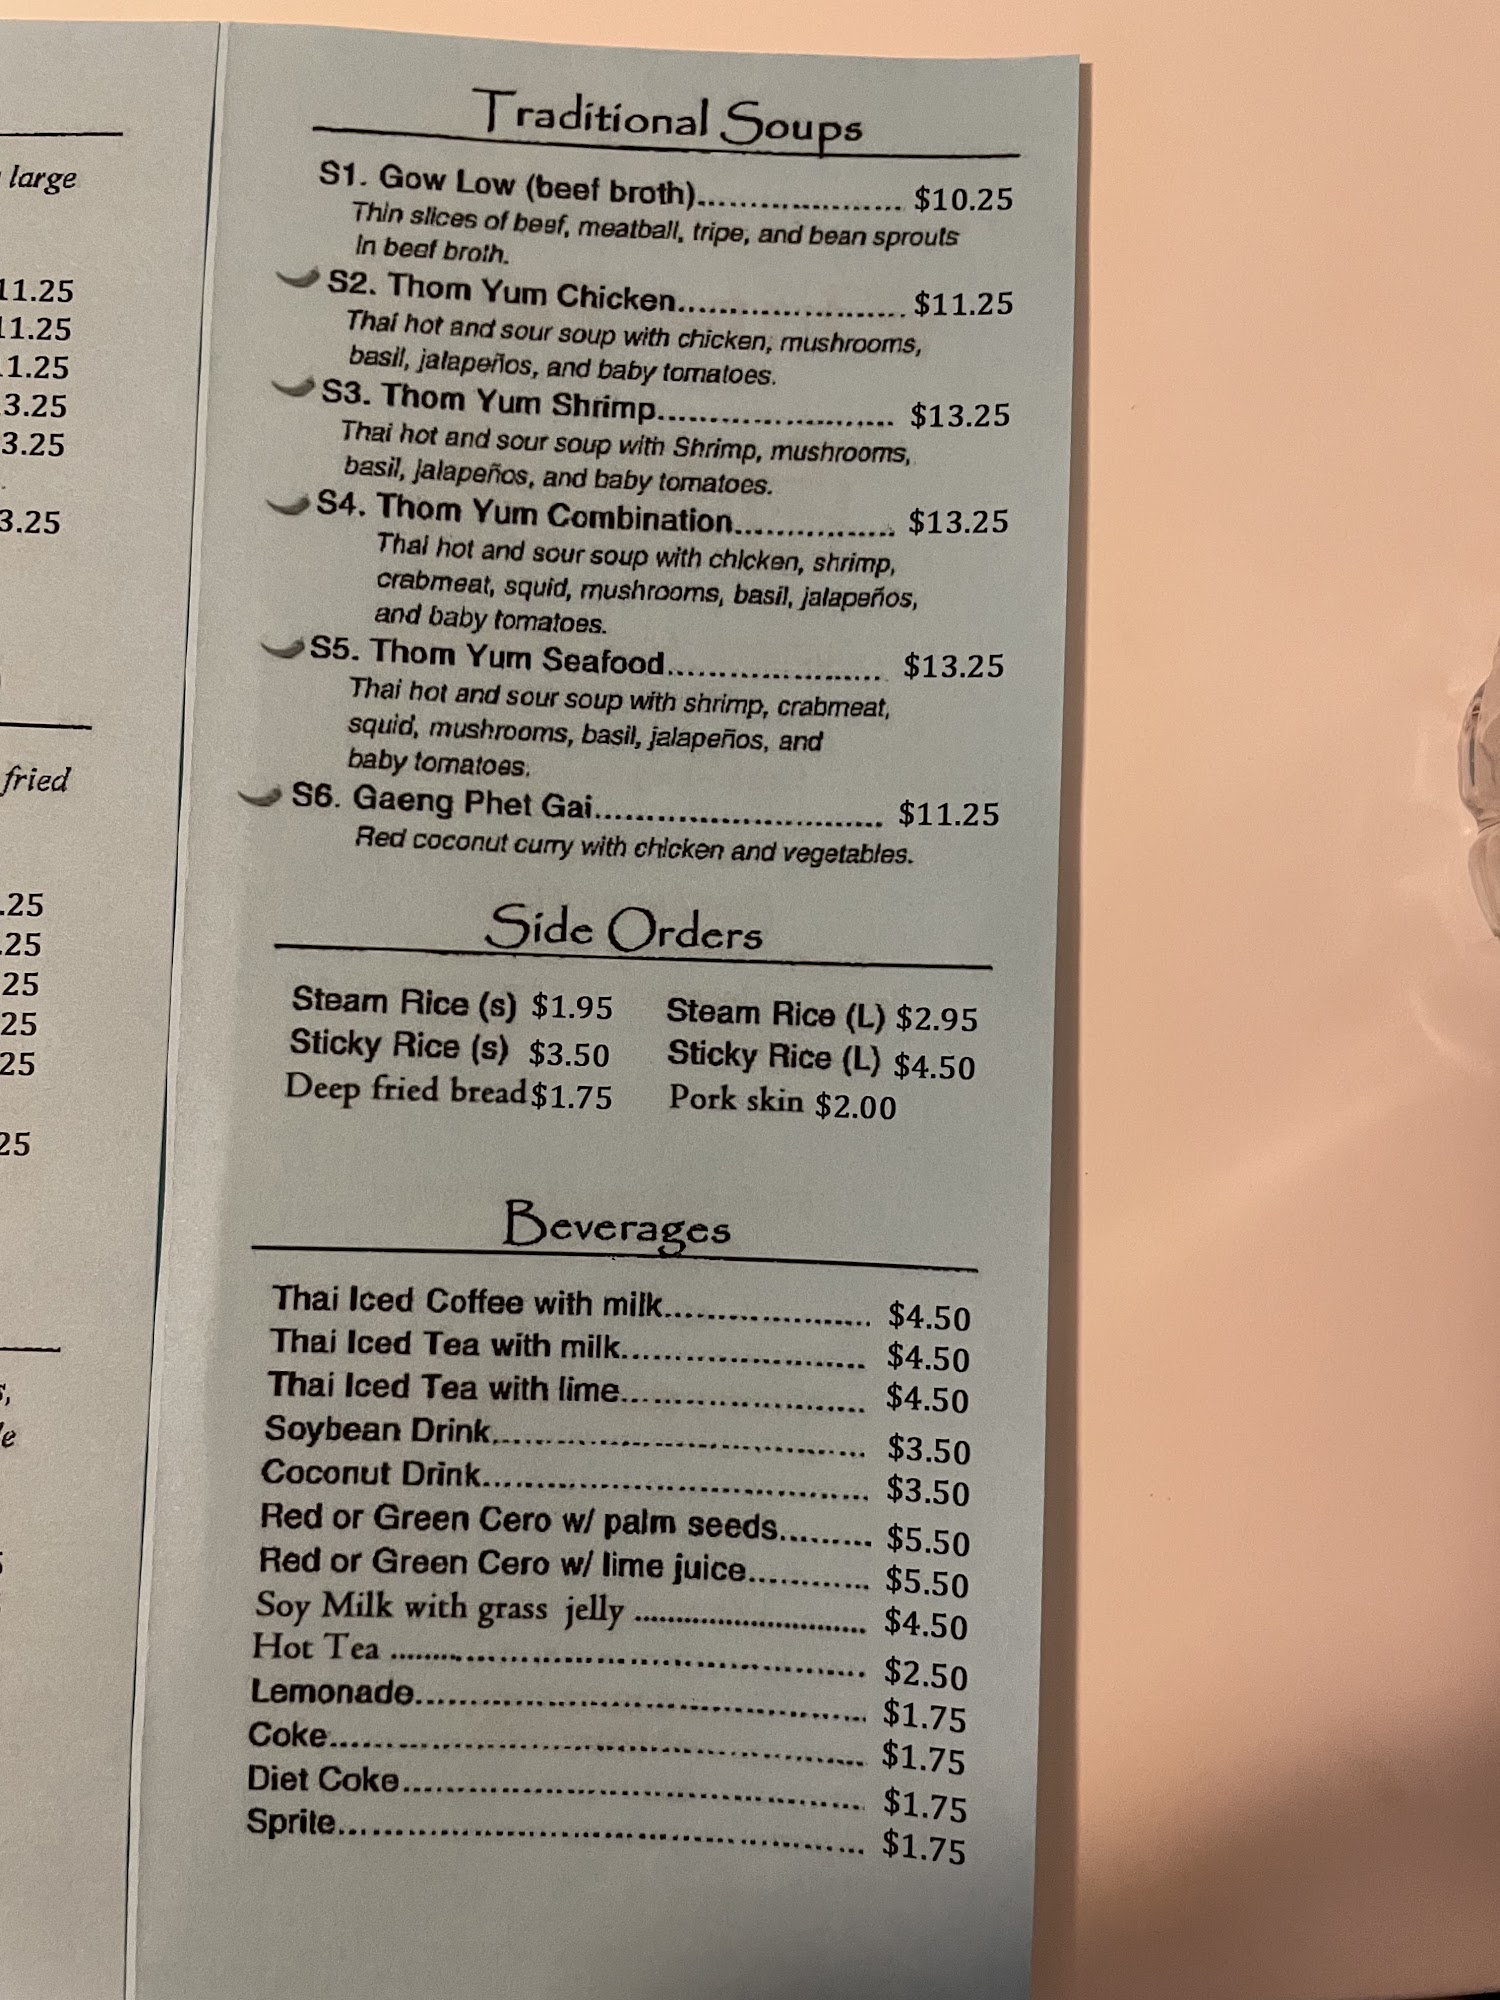 large
11.25
11.25
1.25
3.25
3.25
3.25
fried
.25
.25
25
25
25
25
Traditional Soups
S1. Gow Low (beef broth)..................... $10.25
Thin slices of beef, meatball, tripe, and bean sprouts
In beef broth.
S2. Thom Yum Chicken...................... $11.25
Thai hot and sour soup with chicken, mushrooms,
basil, jalapeños, and baby tomatoes.
S3. Thom Yum Shrimp....................... $13.25
Thai hot and sour soup with Shrimp, mushrooms,
basil, jalapeños, and baby tomatoes.
S4. Thom Yum Combination................ $13.25
Thai hot and sour soup with chicken, shrimp,
crabmeat, squid, mushrooms, basil, jalapeños,
and baby tomatoes.
S5. Thom Yum Seafood...................... $13.25
Thai hot and sour soup with shrimp, crabmeat,
squid, mushrooms, basil, jalapeños, and
baby tomatoes.
S6. Gaeng Phet Gai............................ $11.25
Red coconut curry with chicken and vegetables.
Side Orders
Steam Rice (s) $1.95 Steam Rice (L) $2.95
Sticky Rice (s) $3.50 Sticky Rice (L) $4.50
Deep fried bread $1.75 Pork skin $2.00
Beverages
Thai Iced Coffee with milk..................... $4.50
Thai Iced Tea with milk......................... $4.50
Thai Iced Tea with lime......................... $4.50
Soybean Drink..................................... $3.50
Coconut Drink...................................... $3.50
Red or Green Cero w/ palm seeds......... $5.50
Red or Green Cero w/ lime juice............ $5.50
Soy Milk with grass jelly .............................. $4.50
Hot Tea ................................................ $2.50
Lemonade........................................... $1.75
Coke.................................................... $1.75
Diet Coke............................................ $1.75
Sprite................................................... $1.75